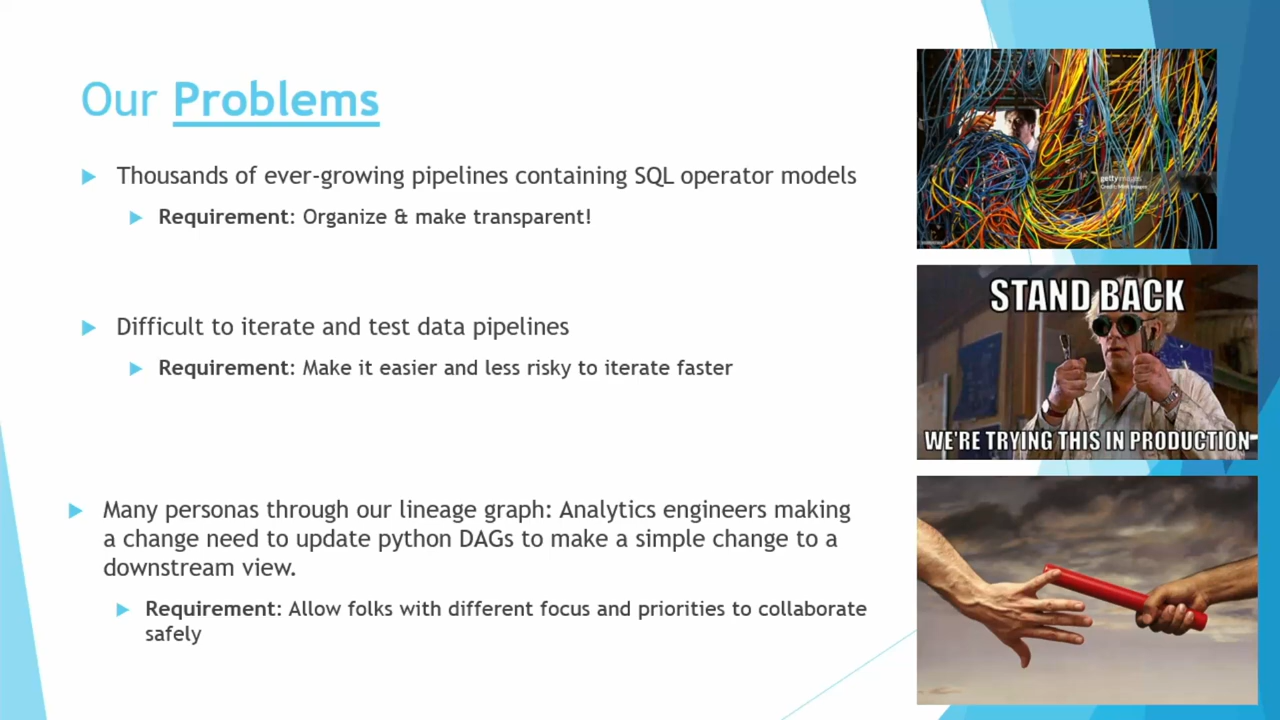 Our Problems
Thousands of ever-growing pipelines containing SQL operator models
Requirement: Organize & make transparent!
Difficult to iterate and test data pipelines
Requirement: Make it easier and less risky to iterate faster
Many personas through our lineage graph: Analytics engineers making
a change need to update python DAGs to make a simple change to a
downstream view.
Requirement: Allow folks with different focus and priorities to collaborate
safely
gettyimages
STAND BACK
WE'RE TRYING THIS IN PRODUCTION